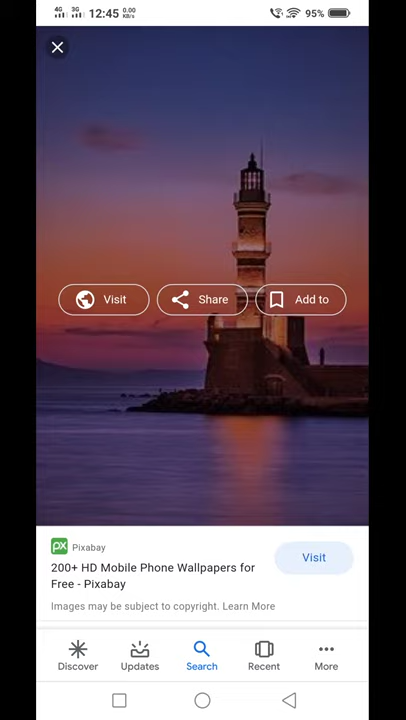 4G 3G 12:45 0.00 KB/s 95%
Visit Share Add to
px Pixabay
200+ HD Mobile Phone Wallpapers for
Free - Pixabay
Visit
Images may be subject to copyright. Learn More
Discover Updates Search Recent More